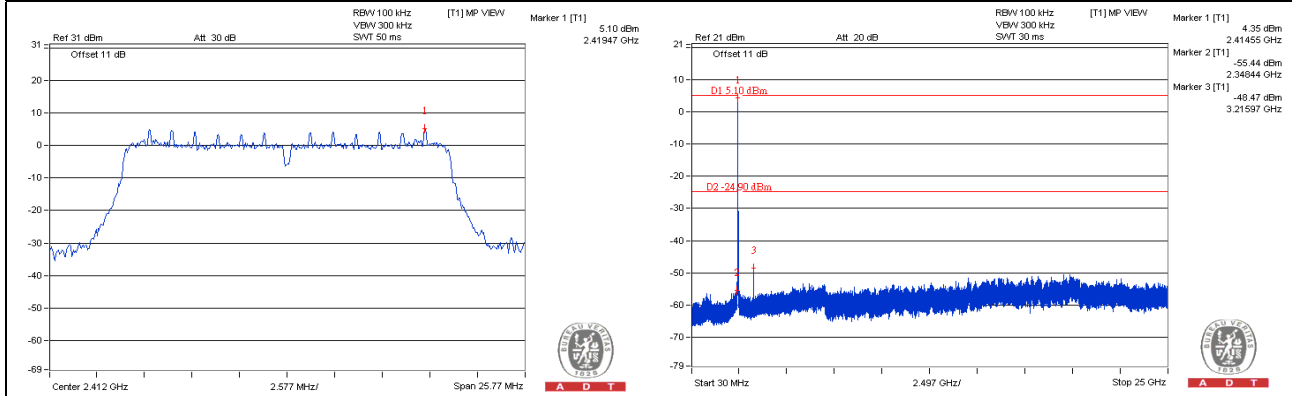 RBW 100 kHz [T1] MP VIEW
VBW 300 kHz
Ref 31 dBm Att 30 dB SWT 50 ms
Marker 1 [T1]
5.10 dBm
2.41947 GHz
31
Offset 11 dB
20
10
1
0
-10
-20
-30
-40
-50
-60
-69
Center 2.412 GHz 2.577 MHz/ Span 25.77 MHz
BUREAU VERITAS
1828
A D T
RBW 100 kHz [T1] MP VIEW
VBW 300 kHz
Ref 21 dBm Att 20 dB SWT 30 ms
Marker 1 [T1]
4.35 dBm
2.41455 GHz
Marker 2 [T1]
-55.44 dBm
2.34844 GHz
Marker 3 [T1]
-48.47 dBm
3.21597 GHz
21
Offset 11 dB
10
1
D1 5.10 dBm
0
-10
-20
D2 -24.90 dBm
-30
-40
3
-50
2
-60
-70
-79
Start 30 MHz 2.497 GHz/ Stop 25 GHz
BUREAU VERITAS
1828
A D T